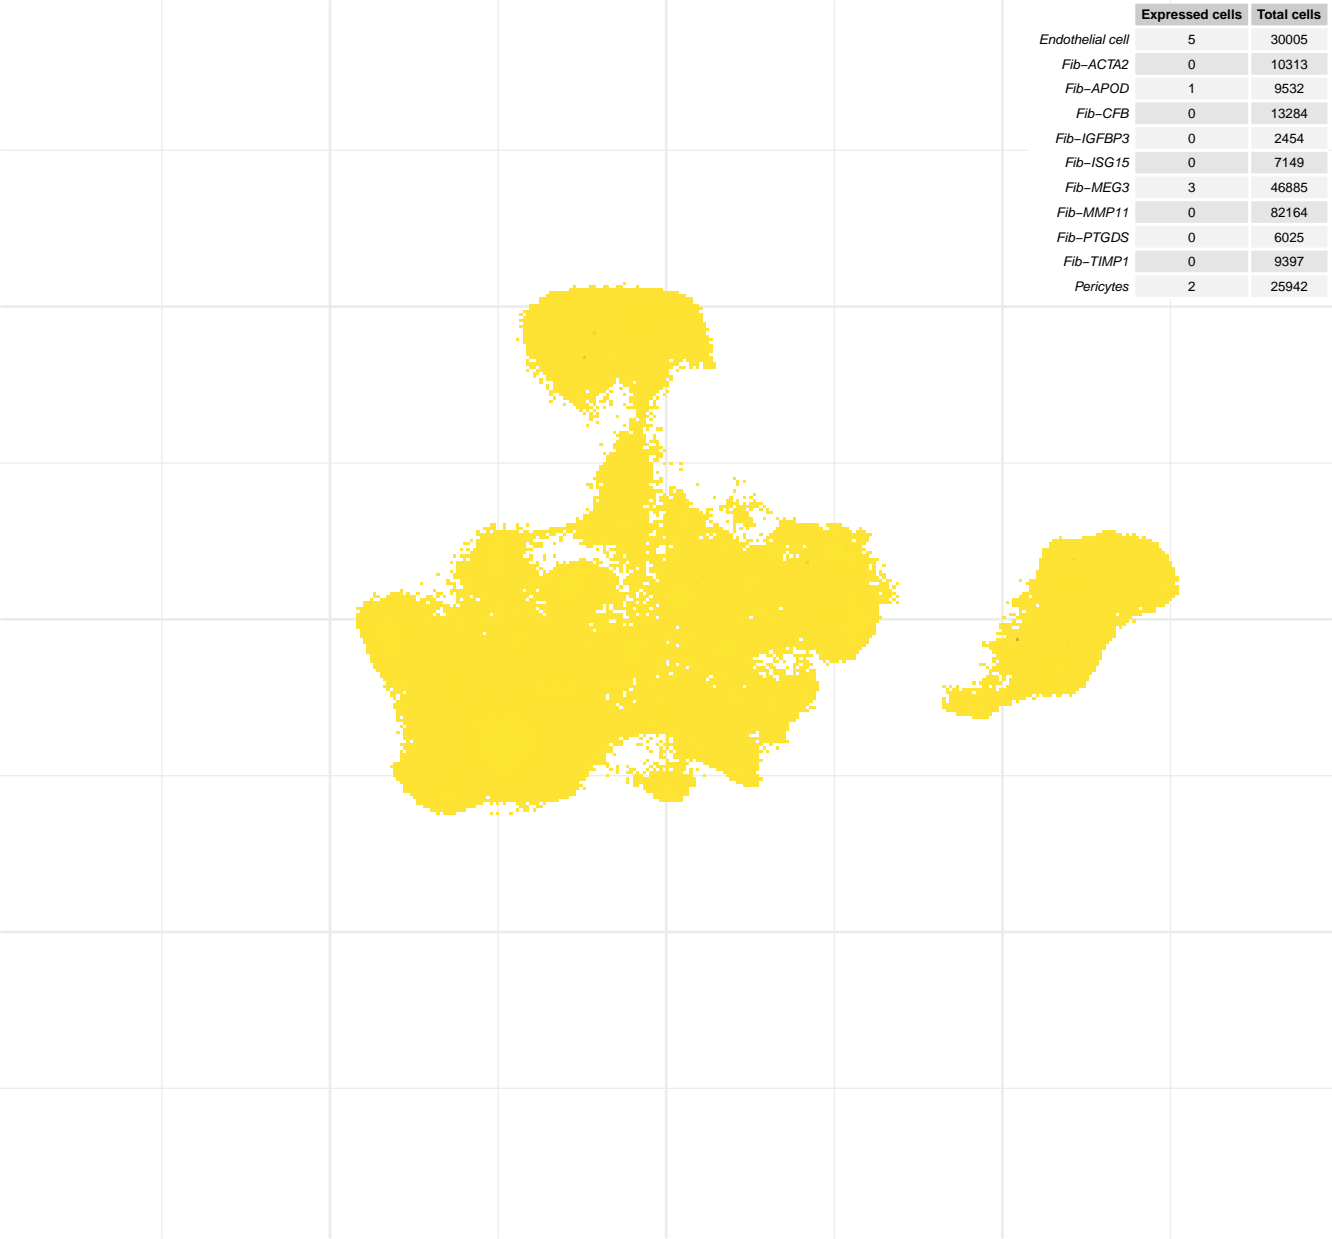 Expressed cells Total cells
Endothelial cell 5 30005
Fib−ACTA2 0 10313
Fib−APOD 1 9532
Fib−CFB 0 13284
Fib−IGFBP3 0 2454
Fib−ISG15 0 7149
Fib−MEG3 3 46885
Fib−MMP11 0 82164
Fib−PTGDS 0 6025
Fib−TIMP1 0 9397
Pericytes 2 25942